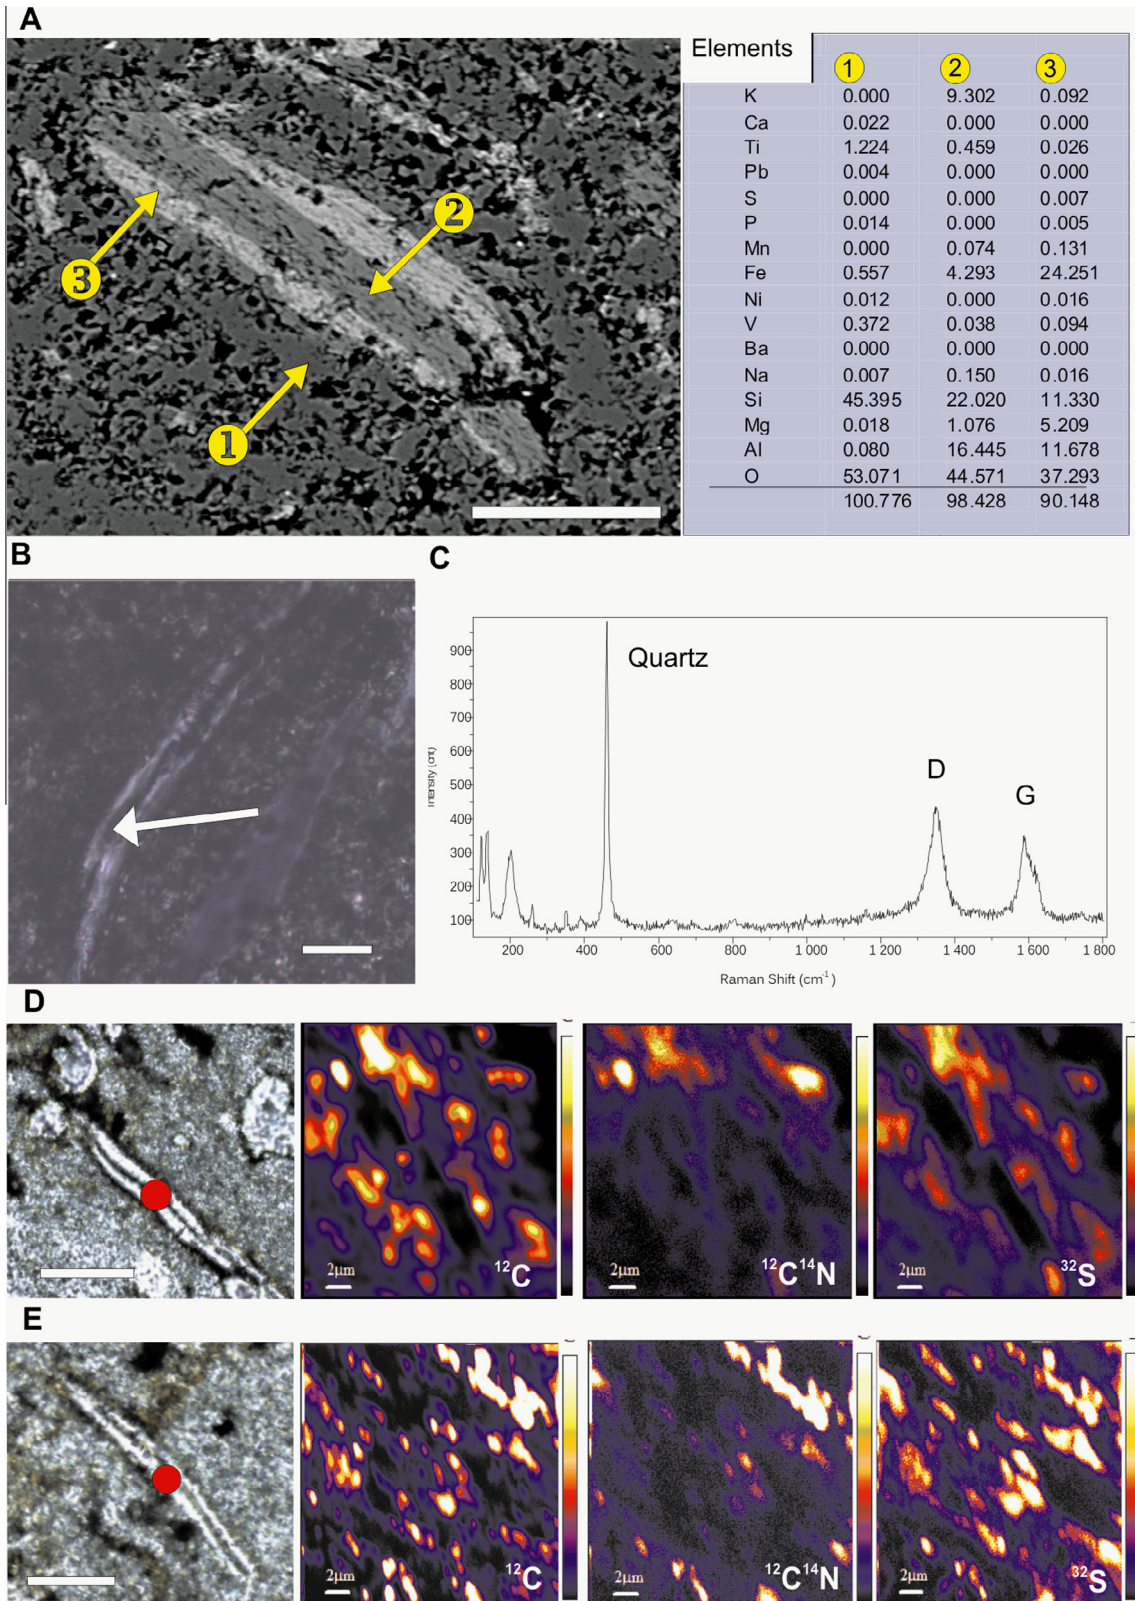 A
Elements
1 2 3
K 0.000 9.302 0.092
Ca 0.022 0.000 0.000
Ti 1.224 0.459 0.026
Pb 0.004 0.000 0.000
S 0.000 0.000 0.007
P 0.014 0.000 0.005
Mn 0.000 0.074 0.131
Fe 0.557 4.293 24.251
Ni 0.012 0.000 0.016
V 0.372 0.038 0.094
Ba 0.000 0.000 0.000
Na 0.007 0.150 0.016
Si 45.395 22.020 11.330
Mg 0.018 1.076 5.209
Al 0.080 16.445 11.678
O 53.071 44.571 37.293
100.776 98.428 90.148
2
3
1
B
C
Quartz
D
G
900
800
700
600
500
400
300
200
100
Intensity (cnt)
200 400 600 800 1 000 1 200 1 400 1 600 1 800
Raman Shift (cm⁻¹)
D
2µm ¹²C
2µm ¹²C¹⁴N
2µm ³²S
E
2µm ¹²C
2µm ¹²C¹⁴N
2µm ³²S